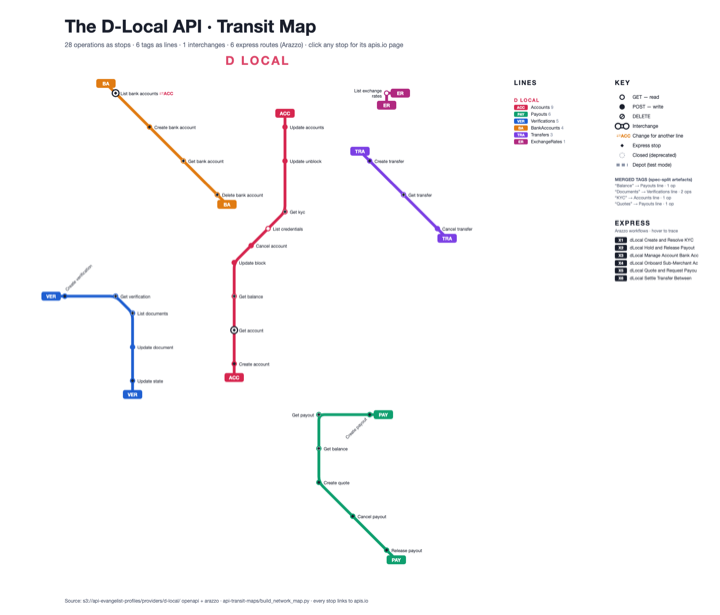 The D-Local API · Transit Map
28 operations as stops · 6 tags as lines · 1 interchanges · 6 express routes (Arazzo) · click any stop for its apis.io page
D LOCAL
BA
List bank accounts ⇄ACC
Create bank account
Get bank account
Delete bank account
BA
ACC
Update accounts
Update unblock
Get kyc
List credentials
Cancel account
Update block
Get balance
Get account
Create account
ACC
List exchange
rates
ER
ER
TRA
Create transfer
Get transfer
Cancel transfer
TRA
VER
Create verification
Get verification
List documents
Update document
Update state
VER
Get payout
Create payout
PAY
Get balance
Create quote
Cancel payout
Release payout
PAY
LINES
D LOCAL
ACC Accounts
PAY Payouts
VER Verifications
BA BankAccounts 4
TRA Transfers 3
ER ExchangeRates 1
KEY
GET — read
POST — write
DELETE
Interchange
⇄ACC Change for another line
Express stop
Closed (deprecated)
Depot (test mode)
MERGED TAGS (spec-split artefacts)
"Balance" → Payouts line · 1 op
"Documents" → Verifications line · 2 ops
"KYC" → Accounts line · 1 op
"Quotes" → Payouts line · 1 op
EXPRESS
Arazzo workflows · hover to trace
X1 dLocal Create and Resolve KYC
X2 dLocal Hold and Release Payout
X3 dLocal Manage Account Bank Acc
X4 dLocal Onboard Sub-Merchant Ac
X5 dLocal Quote and Request Payou
X6 dLocal Settle Transfer Between
Source: s3://api-evangelist-profiles/providers/d-local/ openapi + arazzo · api-transit-maps/build_network_map.py · every stop links to apis.io